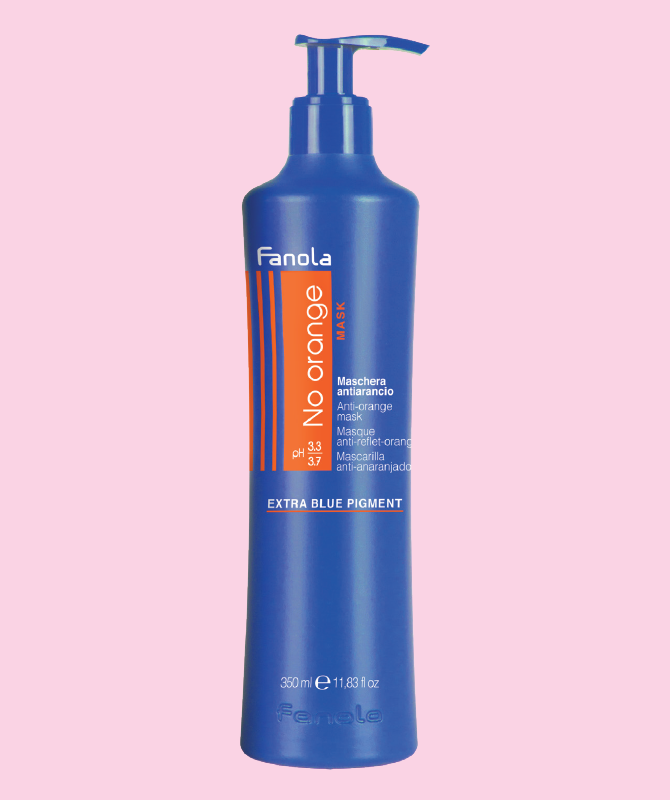 Fanola
No orange
MASK
Maschera
antiarancio
Anti-orange
mask
Masque
anti-reflet-orang
Mascarilla
anti-anaranjado
pH 3.3
3.7
EXTRA BLUE PIGMENT
350 ml e 11,83 fl oz
fanola